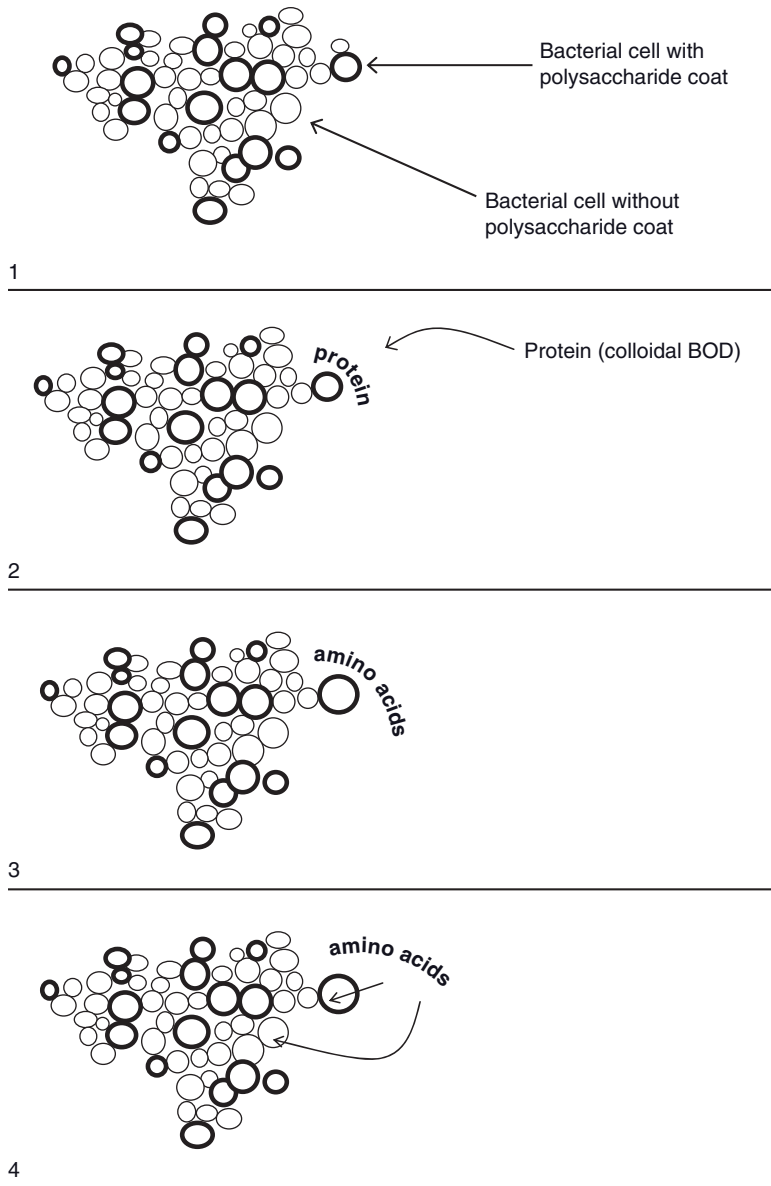 Bacterial cell with
polysaccharide coat
Bacterial cell without
polysaccharide coat
1
protein
Protein (colloidal BOD)
2
amino acids
3
amino acids
4